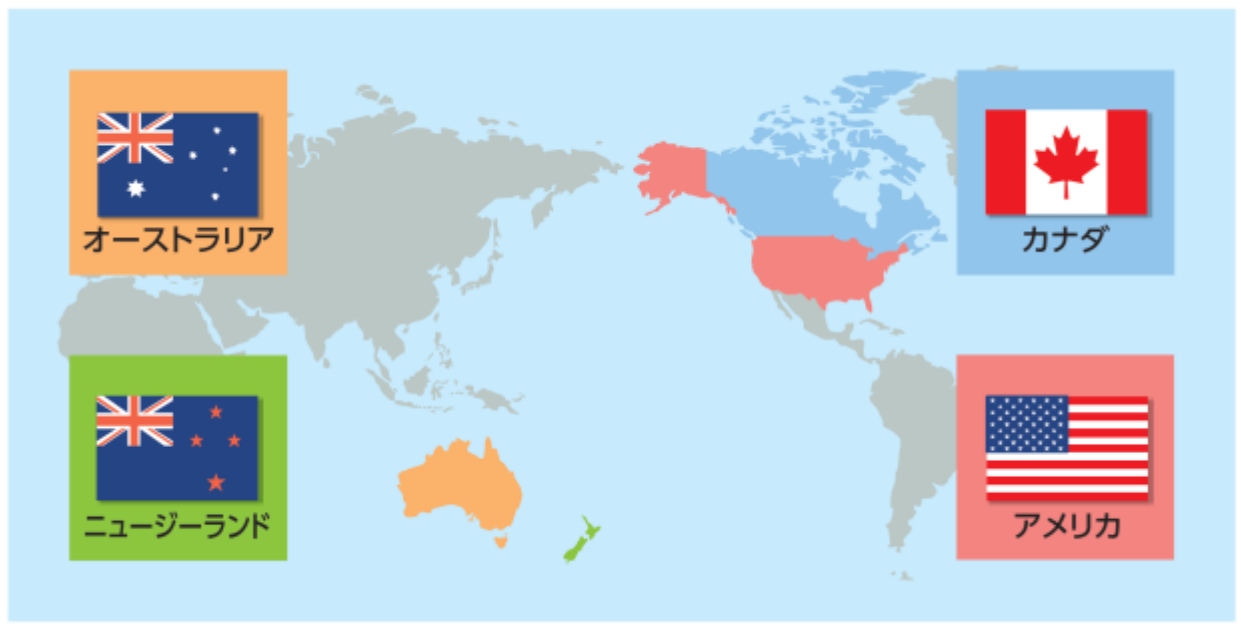 オーストラリア
カナダ
ニュージーランド
アメリカ